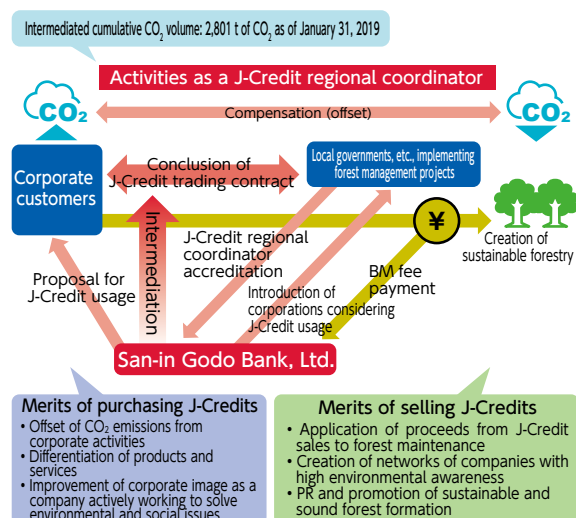 Intermediated cumulative CO₂ volume: 2,801 t of CO₂ as of January 31, 2019
Activities as a J-Credit regional coordinator
CO₂
Compensation (offset)
CO₂
Corporate
customers
Conclusion of
J-Credit trading contract
Local governments, etc., implementing
forest management projects
¥
Creation of
sustainable forestry
Intermediation
J-Credit regional
coordinator
accreditation
Proposal for
J-Credit usage
BM fee
payment
Introduction of
corporations considering
J-Credit usage
San-in Godo Bank, Ltd.
Merits of purchasing J-Credits
• Offset of CO₂ emissions from
corporate activities
• Differentiation of products and
services
• Improvement of corporate image as a
company actively working to solve
environmental and social issues
Merits of selling J-Credits
• Application of proceeds from J-Credit
sales to forest maintenance
• Creation of networks of companies with
high environmental awareness
• PR and promotion of sustainable and
sound forest formation